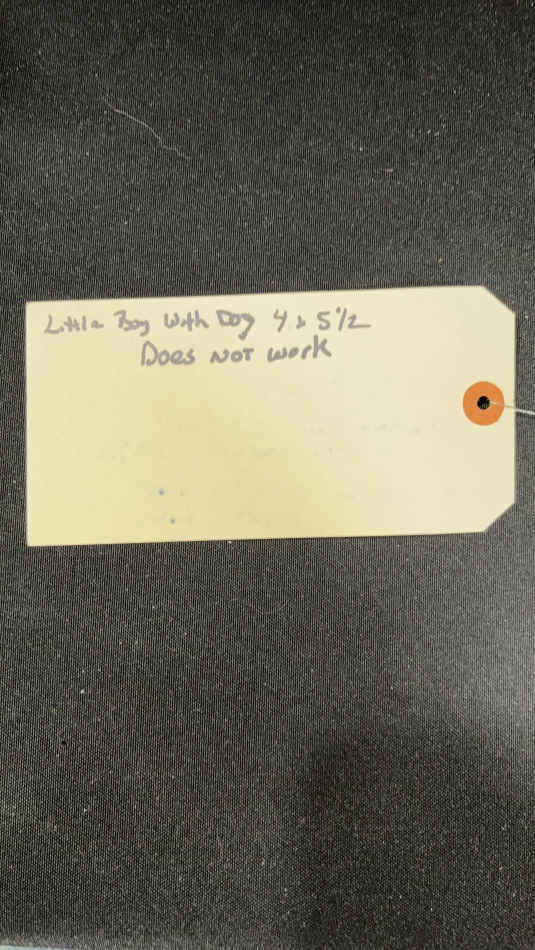 Little Boy With Dog 4 x 5 1/2
Does NOT work